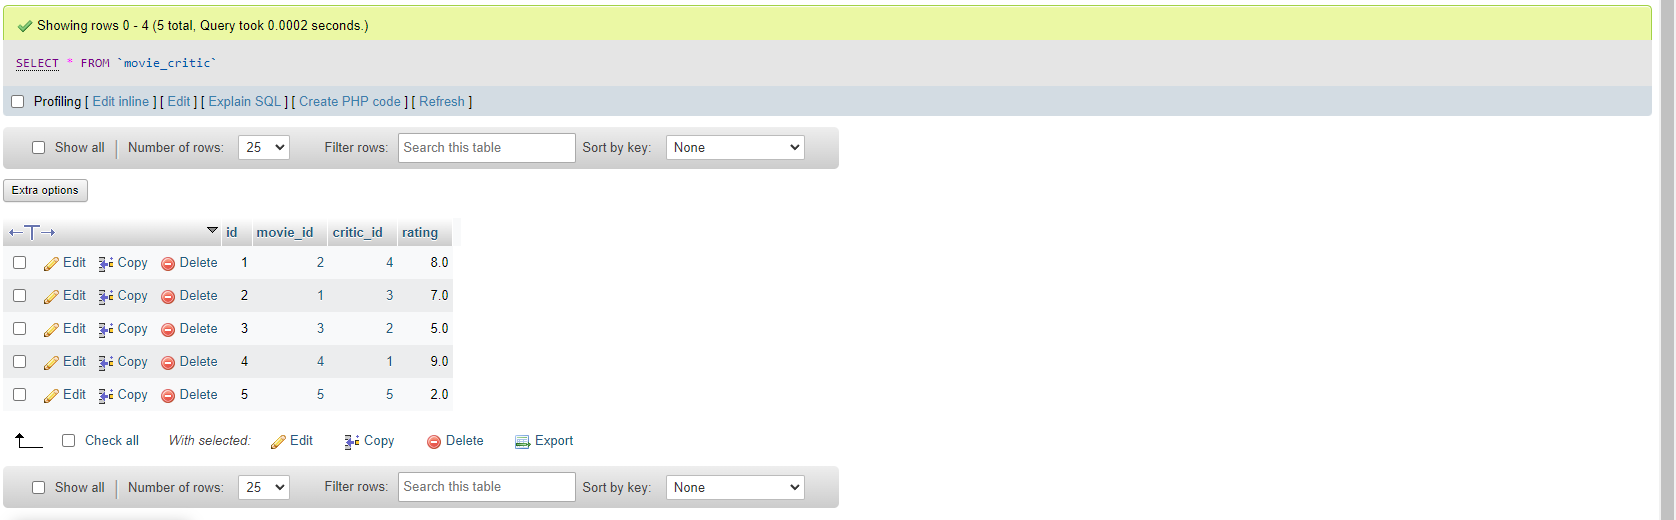 Showing rows 0 - 4 (5 total, Query took 0.0002 seconds.)
SELECT * FROM `movie_critic`
Profiling [ Edit inline ] [ Edit ] [ Explain SQL ] [ Create PHP code ] [ Refresh ]
Show all | Number of rows: 25 Filter rows: Search this table Sort by key: None
Extra options
id movie_id critic_id rating
Edit Copy Delete 1 2 4 8.0
Edit Copy Delete 2 1 3 7.0
Edit Copy Delete 3 3 2 5.0
Edit Copy Delete 4 4 1 9.0
Edit Copy Delete 5 5 5 2.0
Check all With selected: Edit Copy Delete Export
Show all | Number of rows: 25 Filter rows: Search this table Sort by key: None